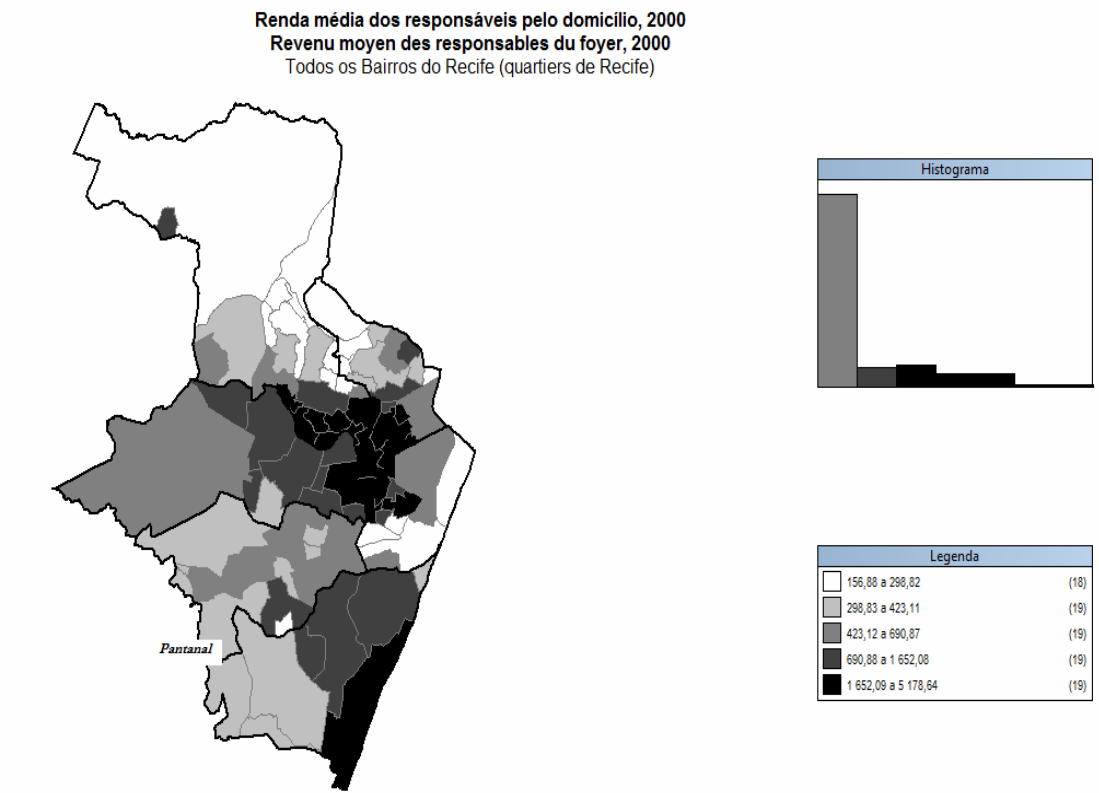 Renda média dos responsáveis pelo domicílio, 2000
Revenu moyen des responsables du foyer, 2000
Todos os Bairros do Recife (quartiers de Recife)
Histograma
Pantanal
Legenda
156,88 a 298,82 (18)
298,83 a 423,11 (19)
423,12 a 690,87 (19)
690,88 a 1 652,08 (19)
1 652,09 a 5 178,64 (19)